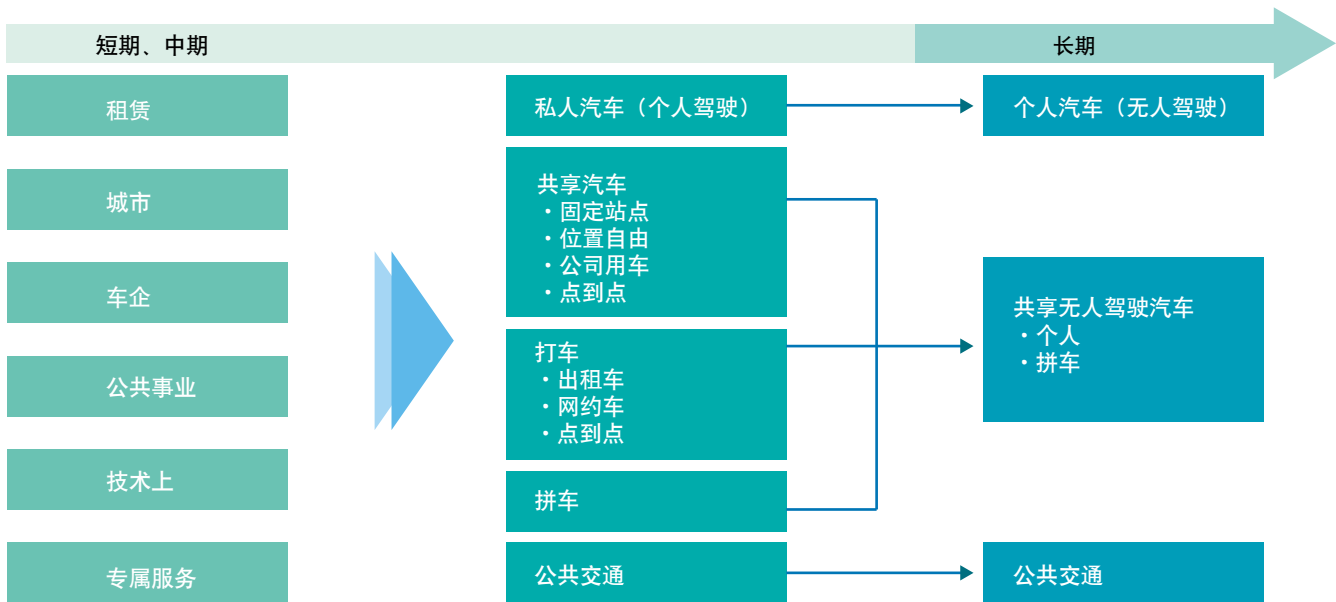 短期、中期
长期
租赁
城市
车企
公共事业
技术上
专属服务
私人汽车（个人驾驶）
共享汽车
・固定站点
・位置自由
・公司用车
・点到点
打车
・出租车
・网约车
・点到点
拼车
公共交通
个人汽车（无人驾驶）
共享无人驾驶汽车
・个人
・拼车
公共交通